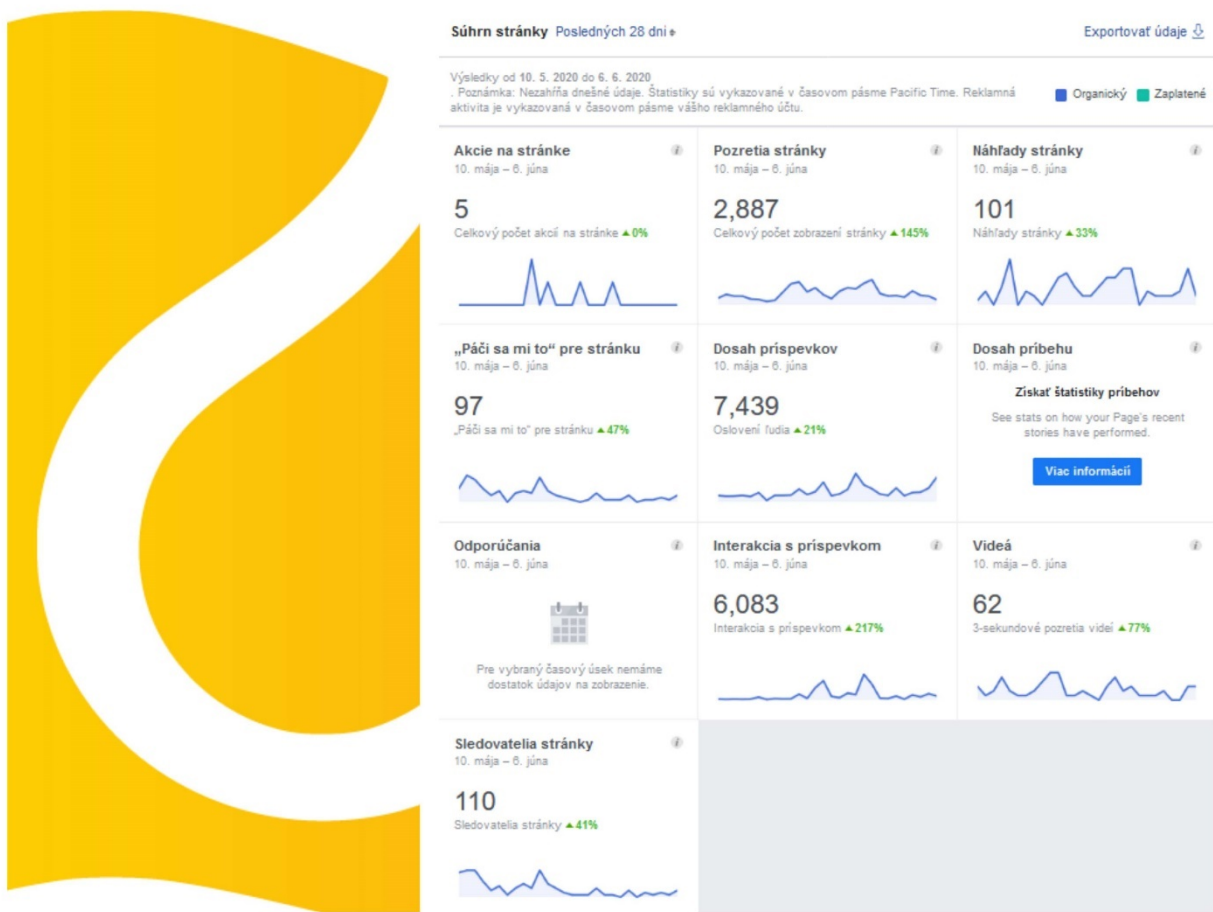 Súhrn stránky Posledných 28 dní
Exportovať údaje
Výsledky od 10. 5. 2020 do 6. 6. 2020
. Poznámka: Nezahŕňa dnešné údaje. Štatistiky sú vykazované v časovom pásme Pacific Time. Reklamná
aktivita je vykazovaná v časovom pásme vášho reklamného účtu.
Organický Zaplatené
Akcie na stránke
10. mája – 6. júna
5
Celkový počet akcií na stránke ▲0%
Pozretia stránky
10. mája – 6. júna
2,887
Celkový počet zobrazení stránky ▲145%
Náhľady stránky
10. mája – 6. júna
101
Náhľady stránky ▲33%
„Páči sa mi to“ pre stránku
10. mája – 6. júna
97
„Páči sa mi to“ pre stránku ▲47%
Dosah príspevkov
10. mája – 6. júna
7,439
Oslovení ľudia ▲21%
Dosah príbehu
10. mája – 6. júna
Získať štatistiky príbehov
See stats on how your Page's recent
stories have performed.
Viac informácií
Odporúčania
10. mája – 6. júna
Pre vybraný časový úsek nemáme
dostatok údajov na zobrazenie.
Interakcia s príspevkom
10. mája – 6. júna
6,083
Interakcia s príspevkom ▲217%
Videá
10. mája – 6. júna
62
3-sekundové pozretia videí ▲77%
Sledovatelia stránky
10. mája – 6. júna
110
Sledovatelia stránky ▲41%